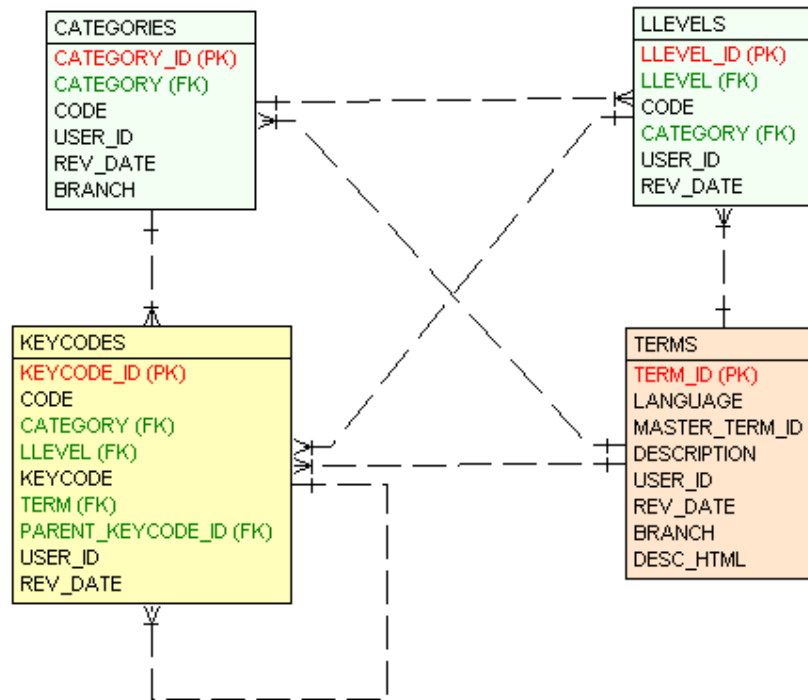 CATEGORIES
CATEGORY_ID (PK)
CATEGORY (FK)
CODE
USER_ID
REV_DATE
BRANCH
LLEVELS
LLEVELS_ID (PK)
LLEVEL (FK)
CODE
CATEGORY (FK)
USER_ID
REV_DATE
KEYCODES
KEYCODE_ID (PK)
CODE
CATEGORY (FK)
LLEVEL (FK)
KEYCODE
TERM (FK)
PARENT_KEYCODE_ID (FK)
USER_ID
REV_DATE
TERMS
TERM_ID (PK)
LANGUAGE
MASTER_TERM_ID
DESCRIPTION
USER_ID
REV_DATE
BRANCH
DESC_HTML